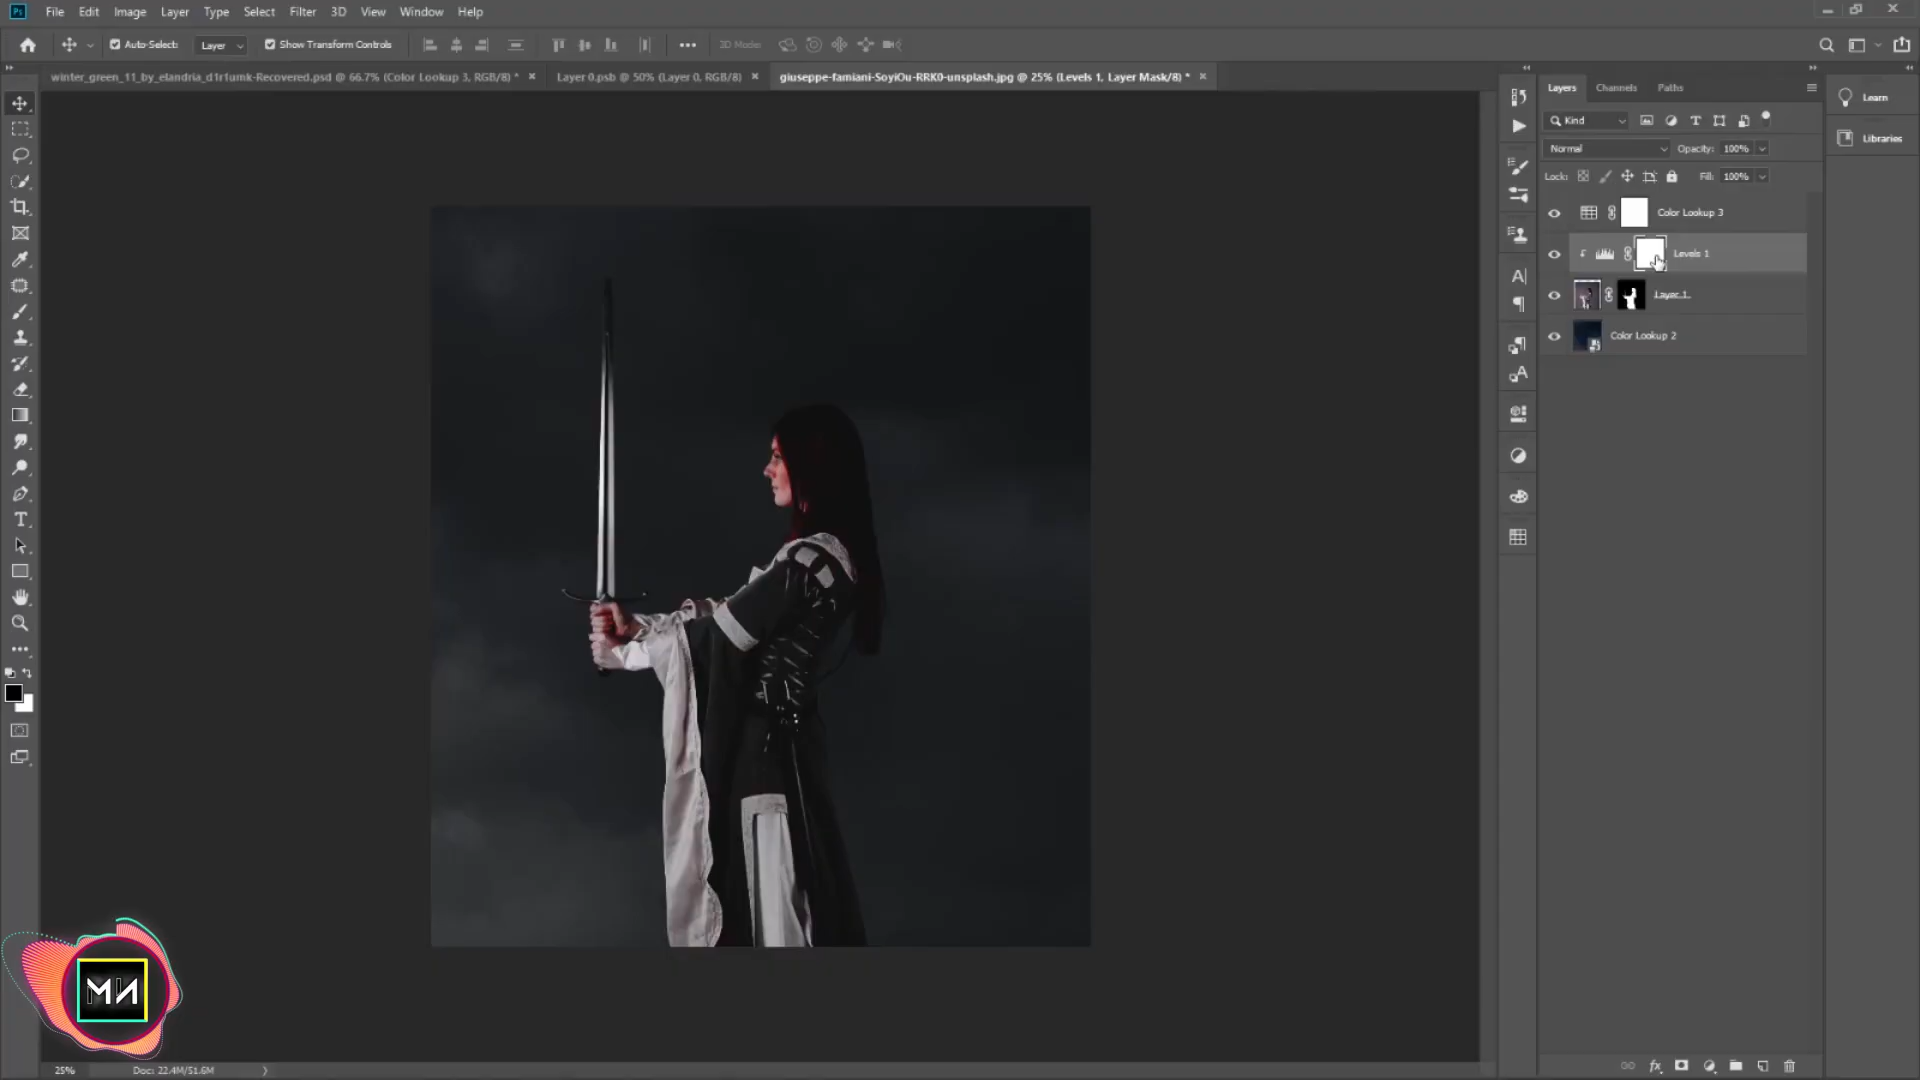 Ps File Edit Image Layer Type Select Filter 3D View Window Help
Auto-Select: Layer Show Transform Controls 3D Mode:
winter_green_11_by_elandria_d1r1umk-Recovered.psd @ 66.7% (Color Lookup 3, RGB/8) * Layer 0.psb @ 50% (Layer 0, RGB/8) giuseppe-famiani-SoyiOu-RRK0-unsplash.jpg @ 25% (Levels 1, Layer Mask/8) *
Layers Channels Paths
Learn
Kind
Libraries
Normal Opacity: 100%
Lock: Fill: 100%
Color Lookup 3
Levels 1
Layer 1
Color Lookup 2
25% Doc: 22.4M/51.6M